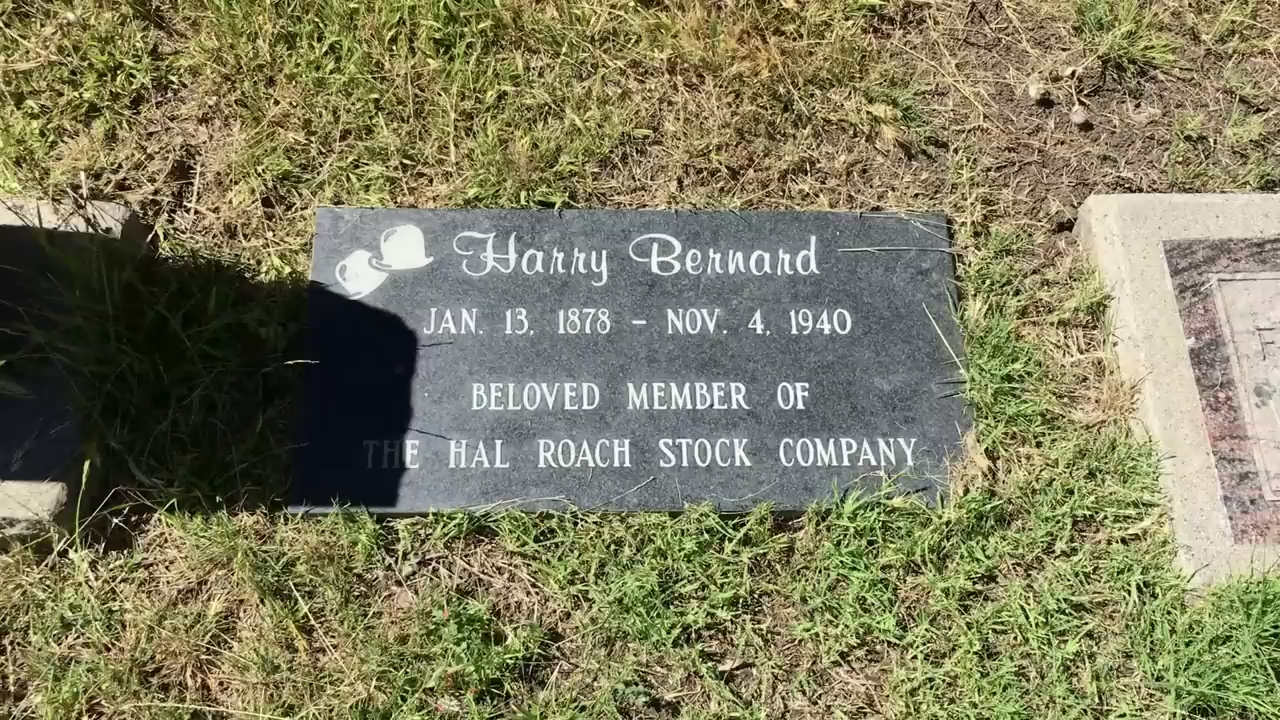 Harry Bernard
JAN. 13, 1878 – NOV. 4, 1940
BELOVED MEMBER OF
THE HAL ROACH STOCK COMPANY